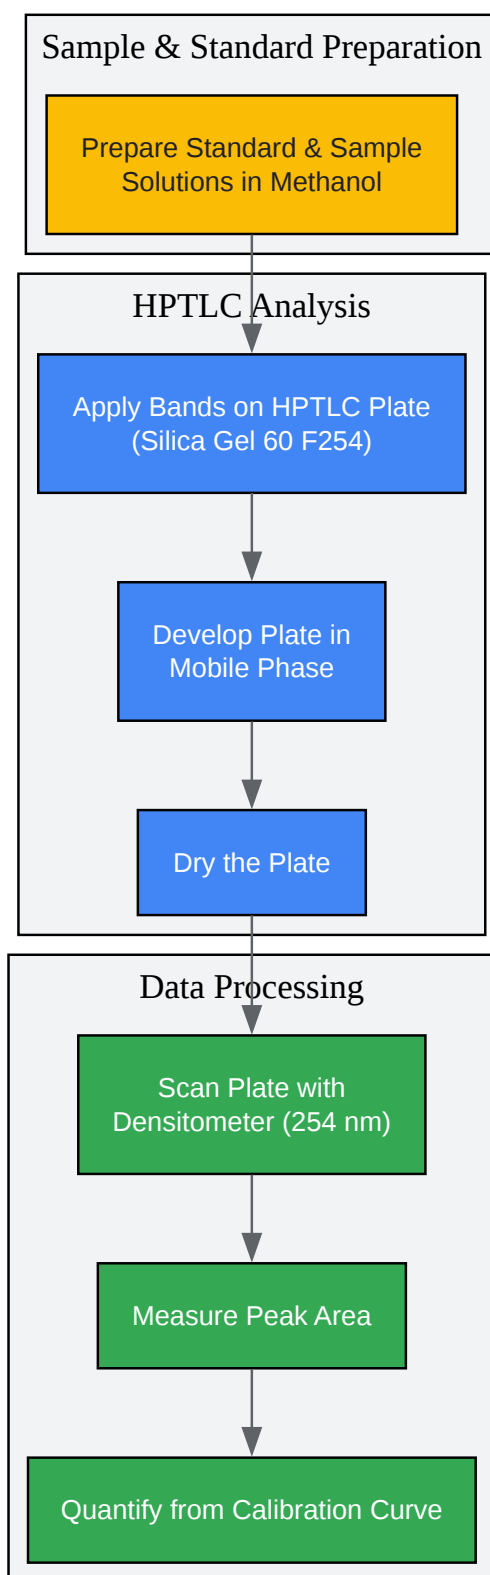 Sample & Standard Preparation
Prepare Standard & Sample
Solutions in Methanol
HPTLC Analysis
Apply Bands on HPTLC Plate
(Silica Gel 60 F254)
Develop Plate in
Mobile Phase
Dry the Plate
Data Processing
Scan Plate with
Densitometer (254 nm)
Measure Peak Area
Quantify from Calibration Curve